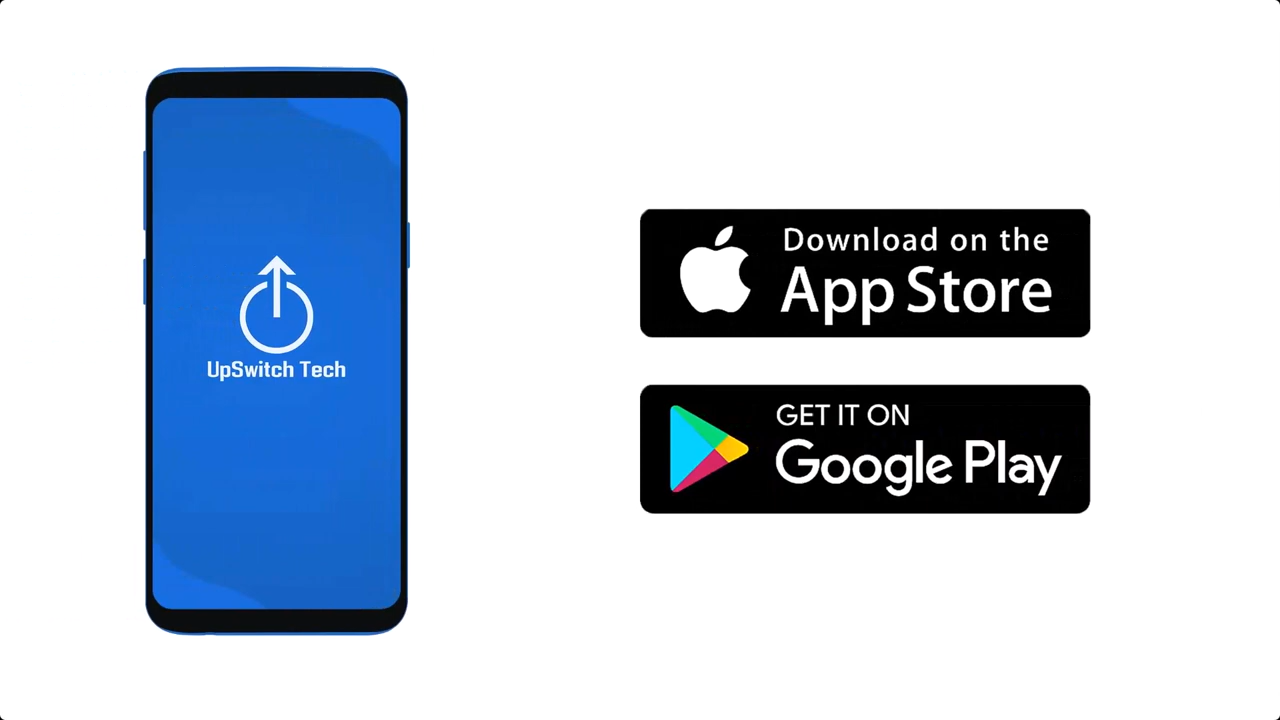 UpSwitch Tech
Download on the
App Store
GET IT ON
Google Play